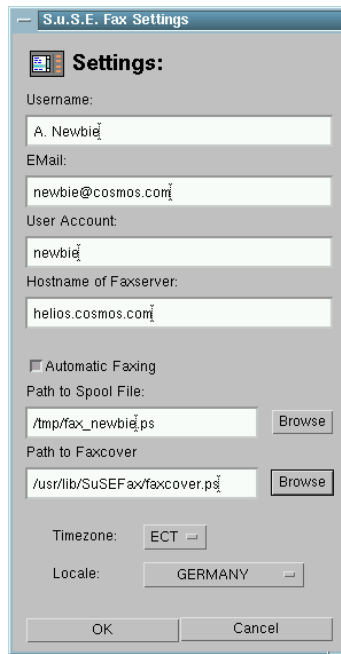 S.u.S.E. Fax Settings
Settings:
Username:
A. Newbie
EMail:
newbie@cosmos.com
User Account:
newbie
Hostname of Faxserver:
helios.cosmos.com
Automatic Faxing
Path to Spool File:
/tmp/fax_newbie.ps Browse
Path to Faxcover
/usr/lib/SuSEFax/faxcover.ps Browse
Timezone: ECT
Locale: GERMANY
OK Cancel